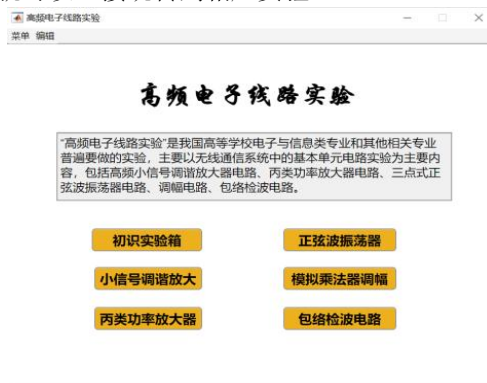 高频电子线路实验
菜单 编辑
高频电子线路实验
"高频电子线路实验"是我国高等学校电子与信息类专业和其他相关专业
普遍要做的实验，主要以无线通信系统中的基本单元电路实验为主要内
容，包括高频小信号调谐放大器电路、丙类功率放大器电路、三点式正
弦波振荡器电路、调幅电路、包络检波电路。
初识实验箱 正弦波振荡器
小信号调谐放大 模拟乘法器调幅
丙类功率放大器 包络检波电路